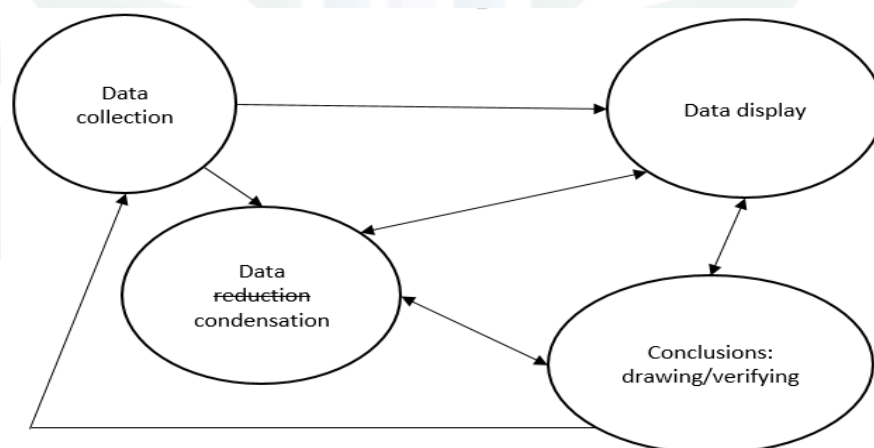 Data
collection
Data display
Data
reduction
condensation
Conclusions:
drawing/verifying